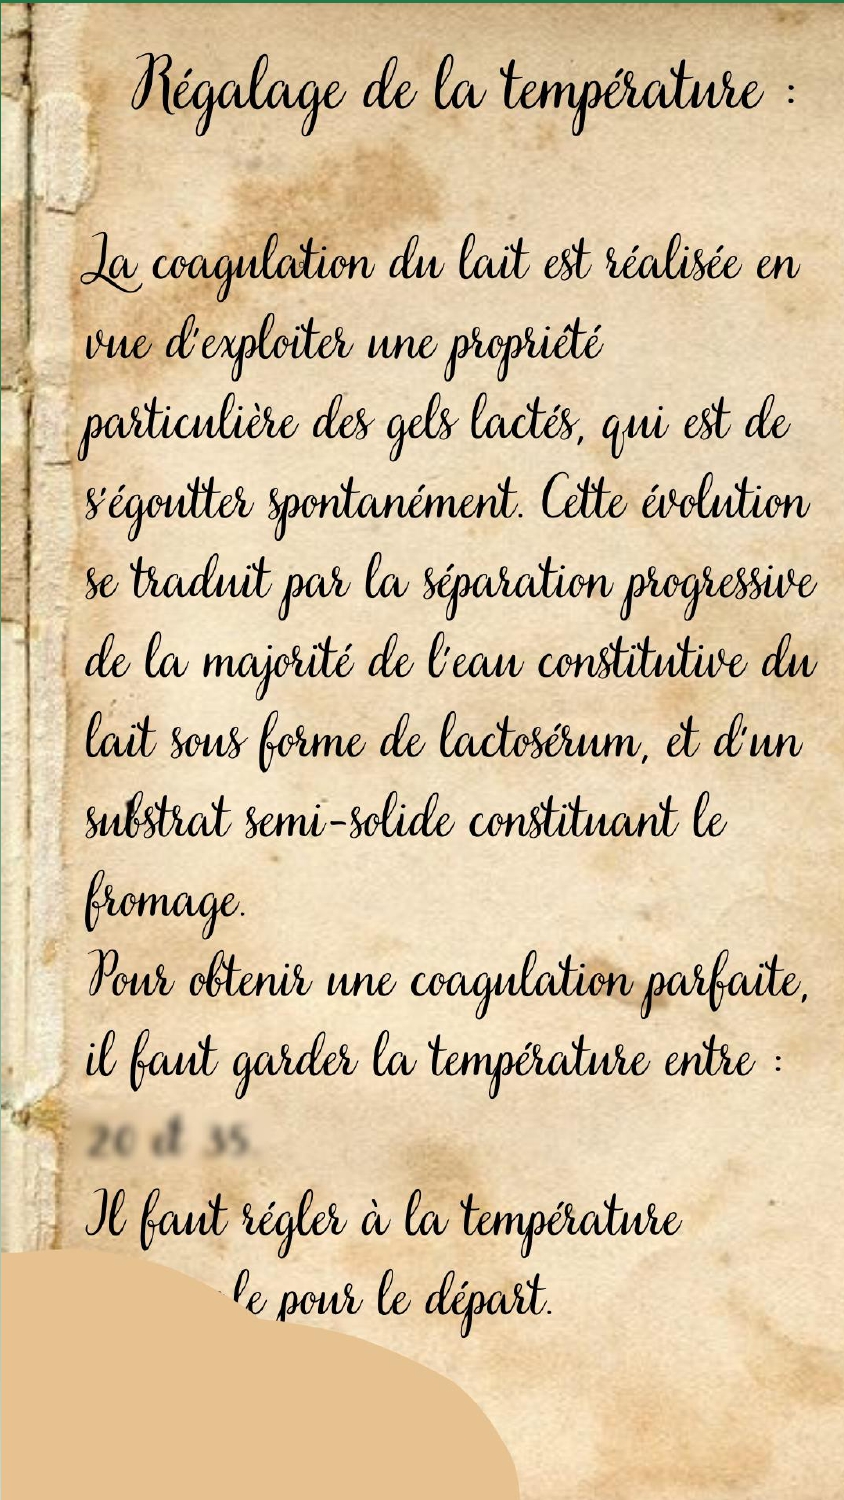 Régalage de la température :
La coagulation du lait est réalisée en
vue d'exploiter une propriété
particulière des gels lactés, qui est de
s'égoutter spontanément. Cette évolution
se traduit par la séparation progressive
de la majorité de l'eau constitutive du
lait sous forme de lactosérum, et d'un
substrat semi-solide constituant le
fromage.
Pour obtenir une coagulation parfaite,
il faut garder la température entre :
20 et 35.
Il faut régler à la température
pour le départ.